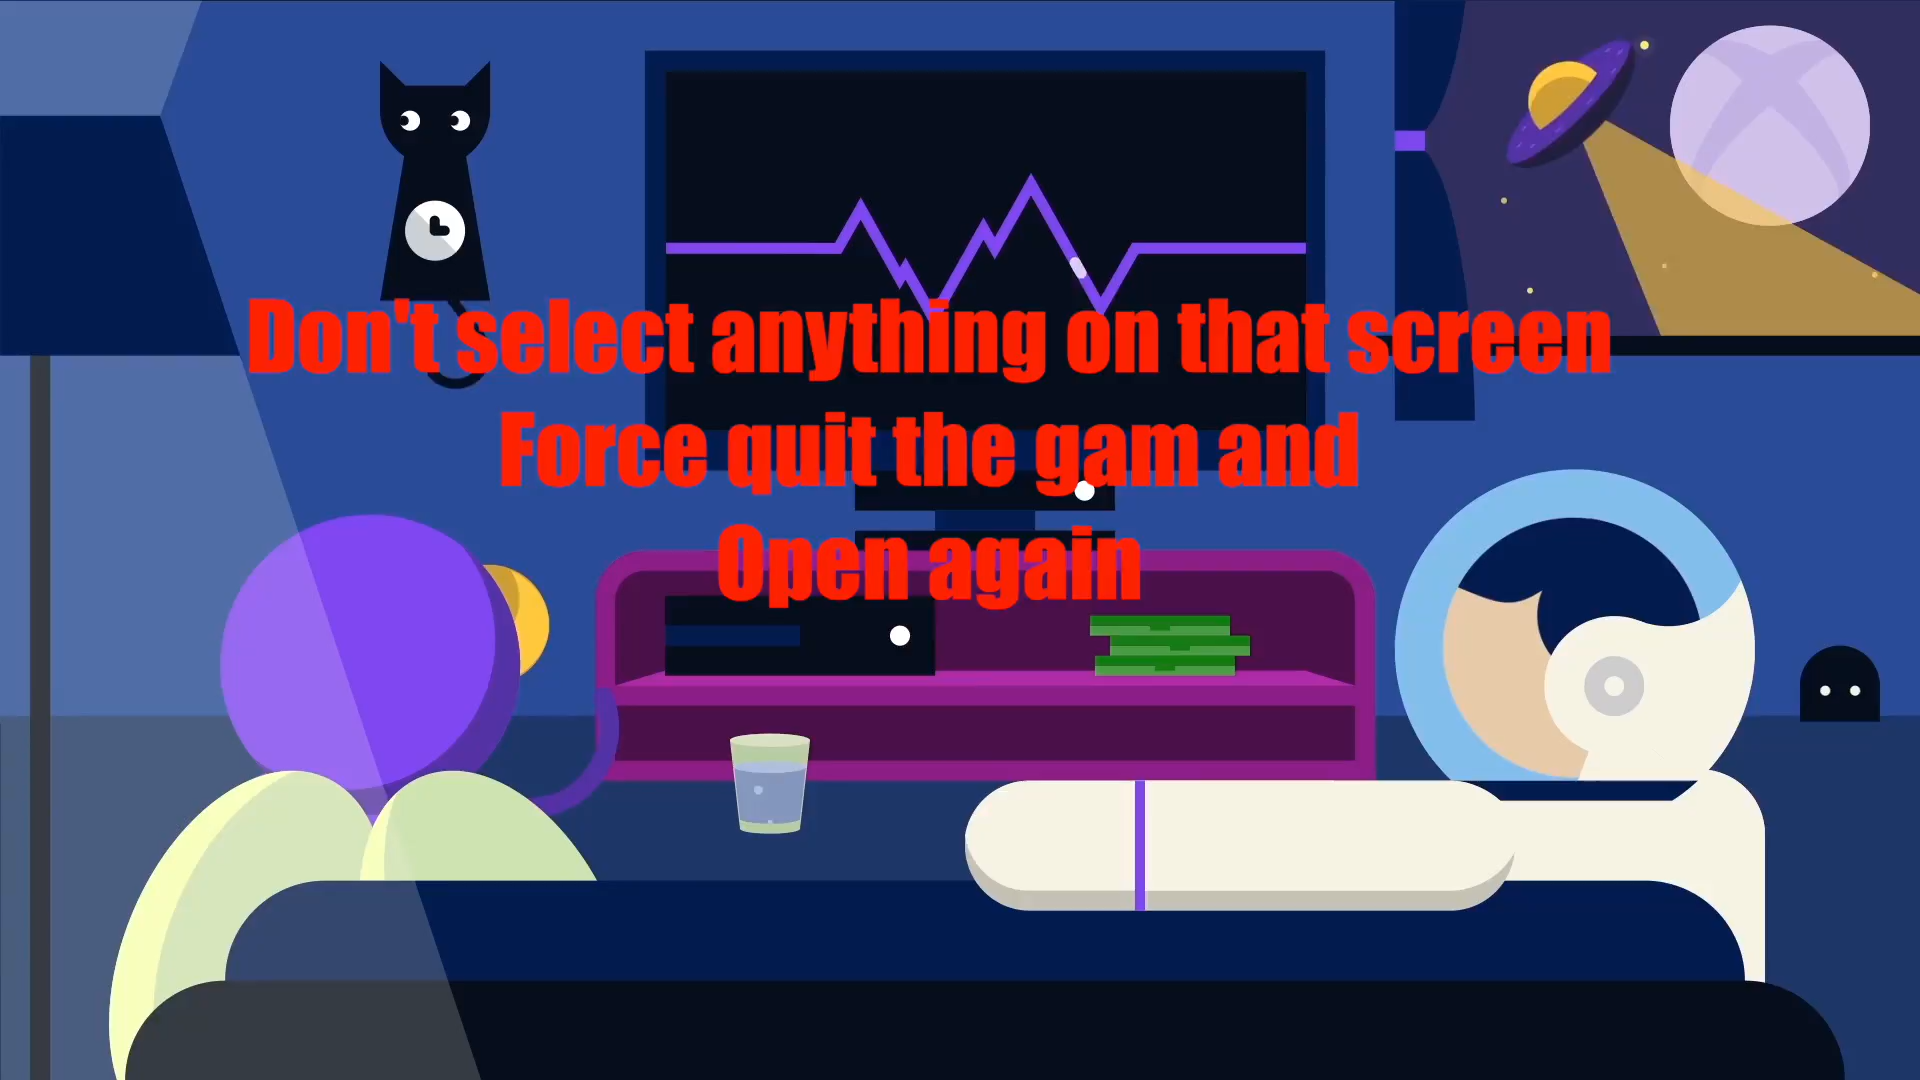 Don't select anything on that screen
Force quit the gam and
Open again